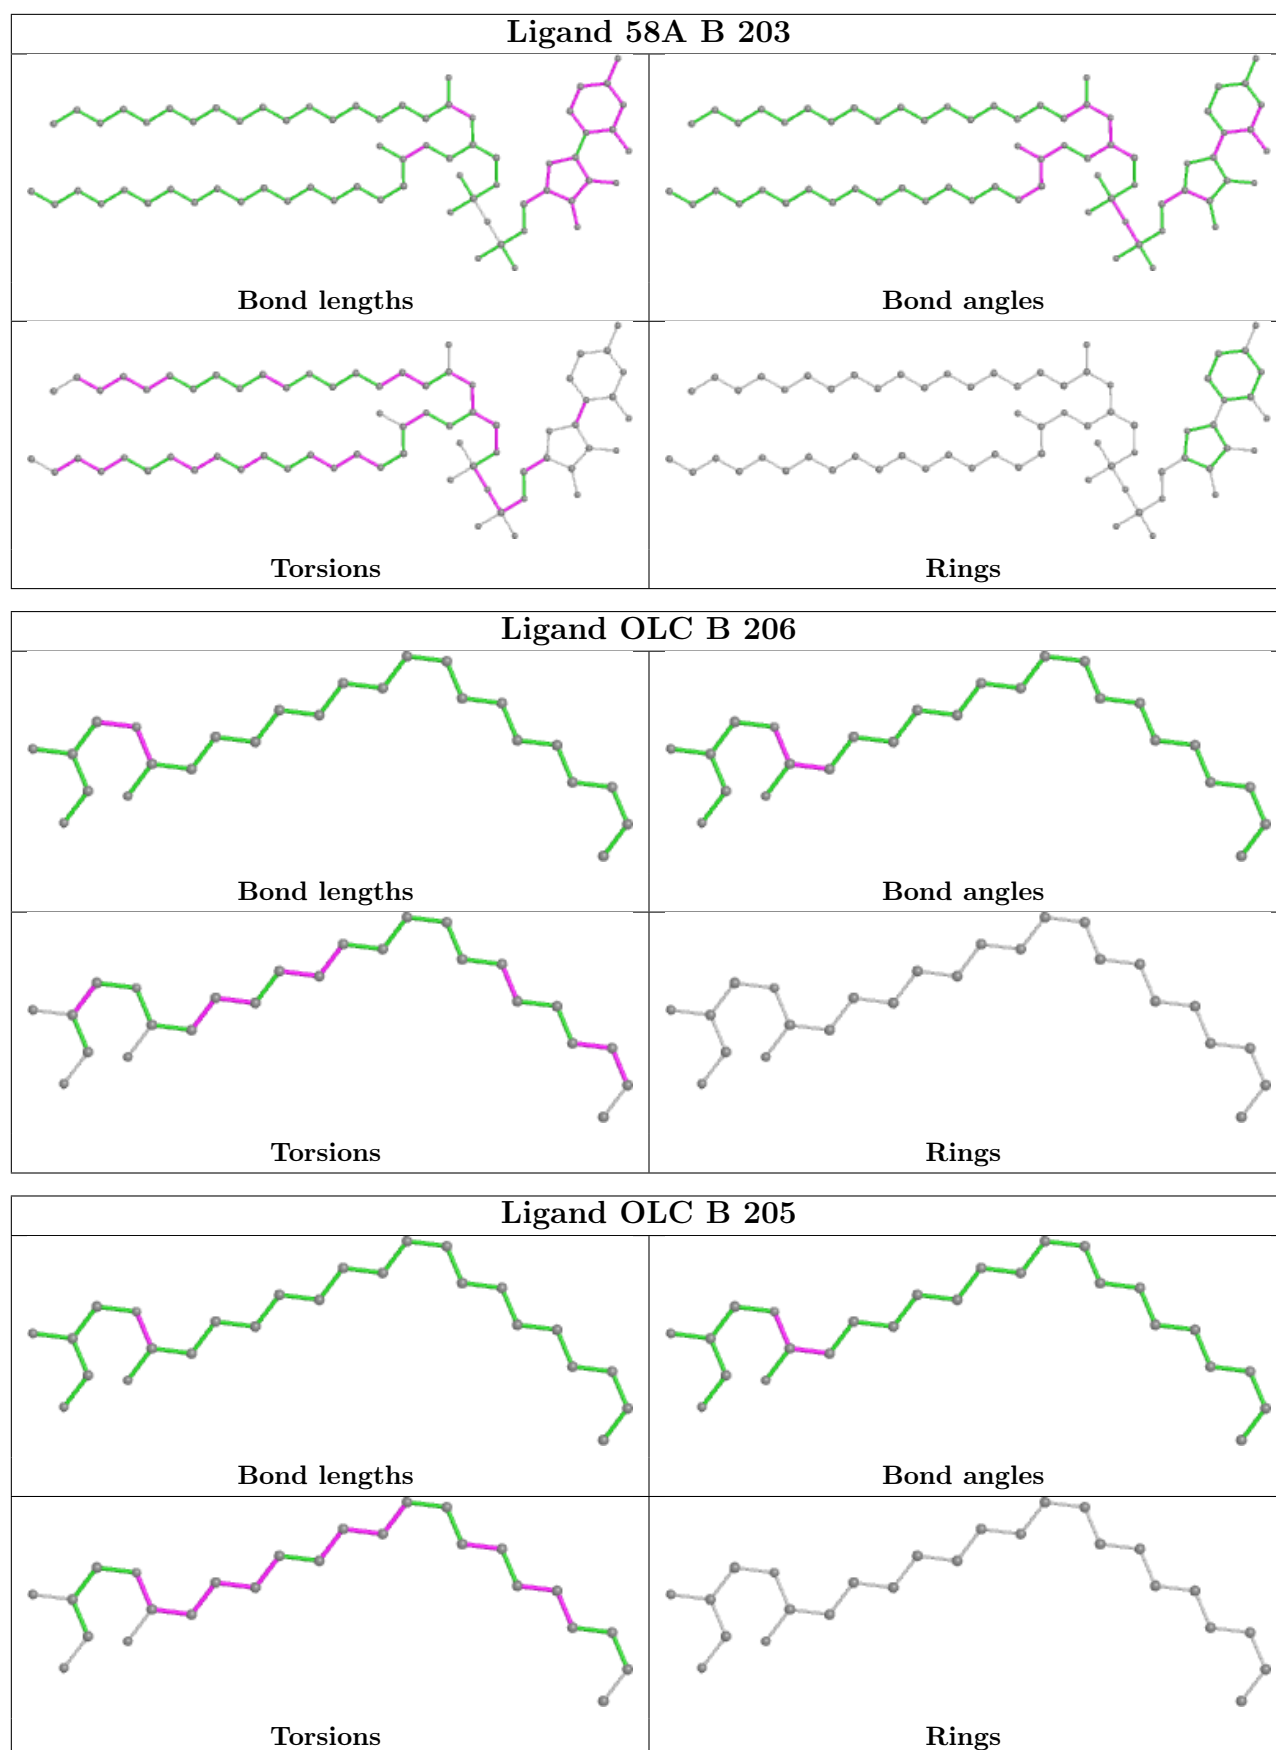 Ligand 58A B 203
Bond lengths
Bond angles
Torsions
Rings
Ligand OLC B 206
Bond lengths
Bond angles
Torsions
Rings
Ligand OLC B 205
Bond lengths
Bond angles
Torsions
Rings